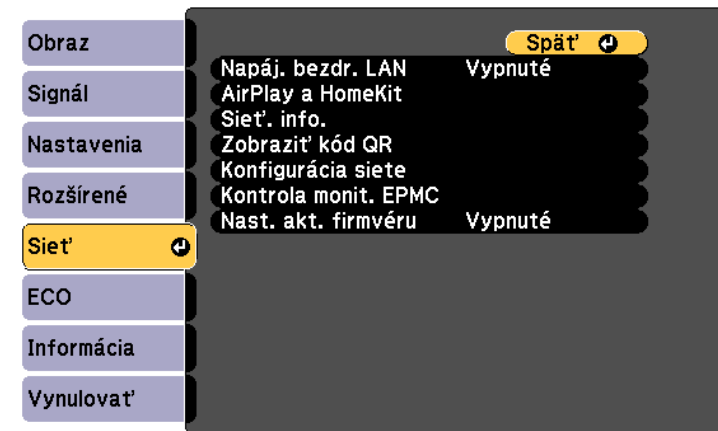 Obraz
Signál
Nastavenia
Rozšírené
Sieť
ECO
Informácia
Vynulovať
Späť
Napáj. bezdr. LAN Vypnuté
AirPlay a HomeKit
Sieť. info.
Zobraziť kód QR
Konfigurácia siete
Kontrola monit. EPMC
Nast. akt. firmvéru Vypnuté